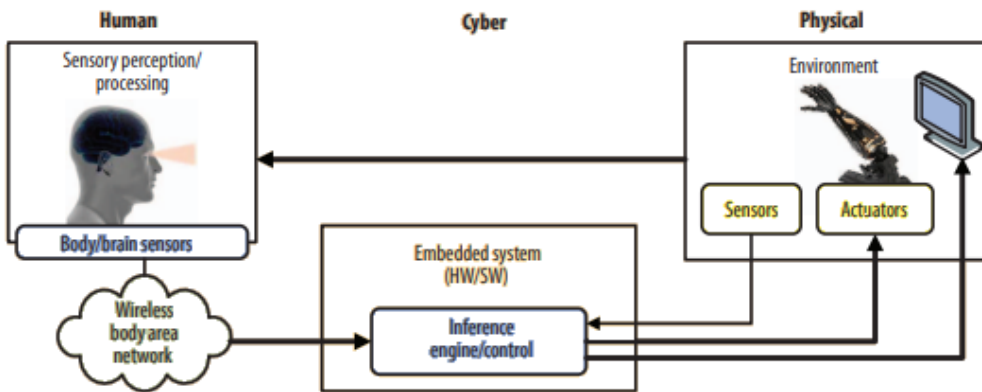 Human
Cyber
Physical
Sensory perception/
processing
Environment
Sensors
Actuators
Body/brain sensors
Embedded system
(HW/SW)
Wireless
body area
network
Inference
engine/control